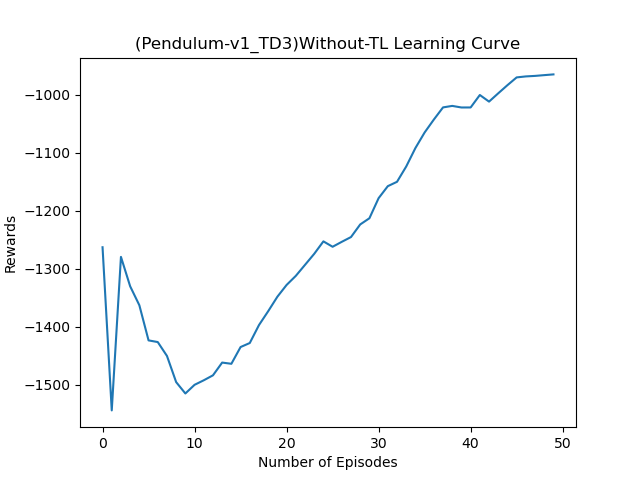 (Pendulum-v1_TD3)Without-TL Learning Curve
−1000
−1100
−1200
−1300
−1400
−1500
Rewards
0 10 20 30 40 50
Number of Episodes